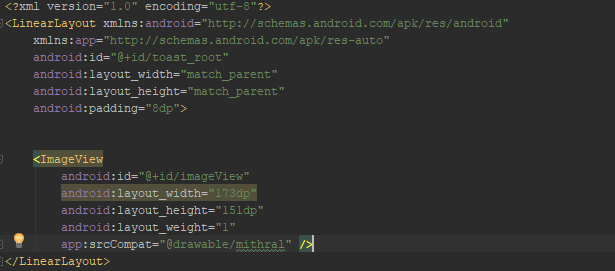 <?xml version="1.0" encoding="utf-8"?>
<LinearLayout xmlns:android="http://schemas.android.com/apk/res/android"
xmlns:app="http://schemas.android.com/apk/res-auto"
android:id="@+id/toast_root"
android:layout_width="match_parent"
android:layout_height="match_parent"
android:padding="8dp">
<ImageView
android:id="@+id/imageView"
android:layout_width="173dp"
android:layout_height="151dp"
android:layout_weight="1"
app:srcCompat="@drawable/mithral" />
</LinearLayout>